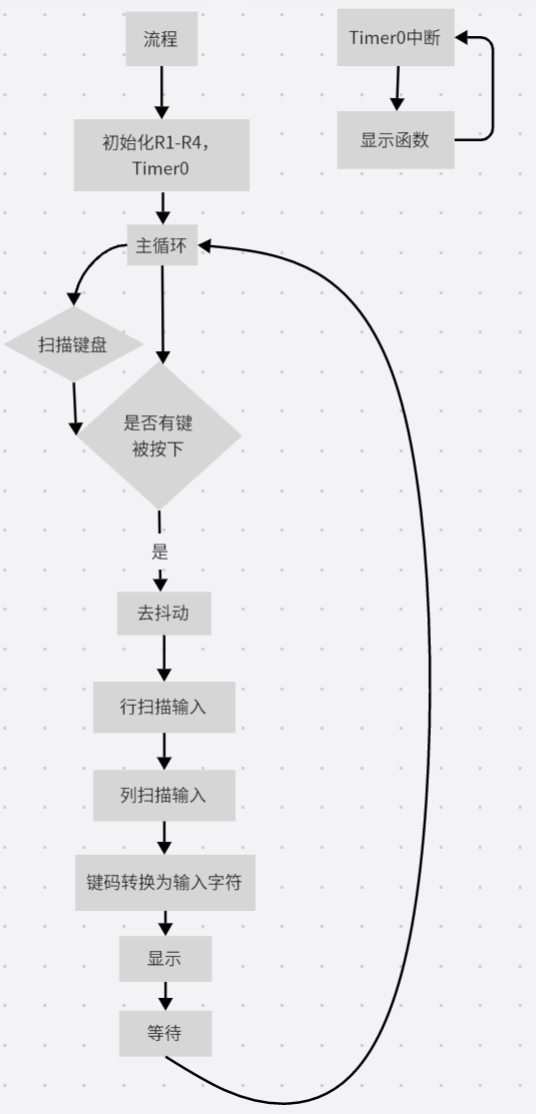 流程
初始化R1-R4，
Timer0
主循环
扫描键盘
是否有键
被按下
是
去抖动
行扫描输入
列扫描输入
键码转换为输入字符
显示
等待
Timer0中断
显示函数